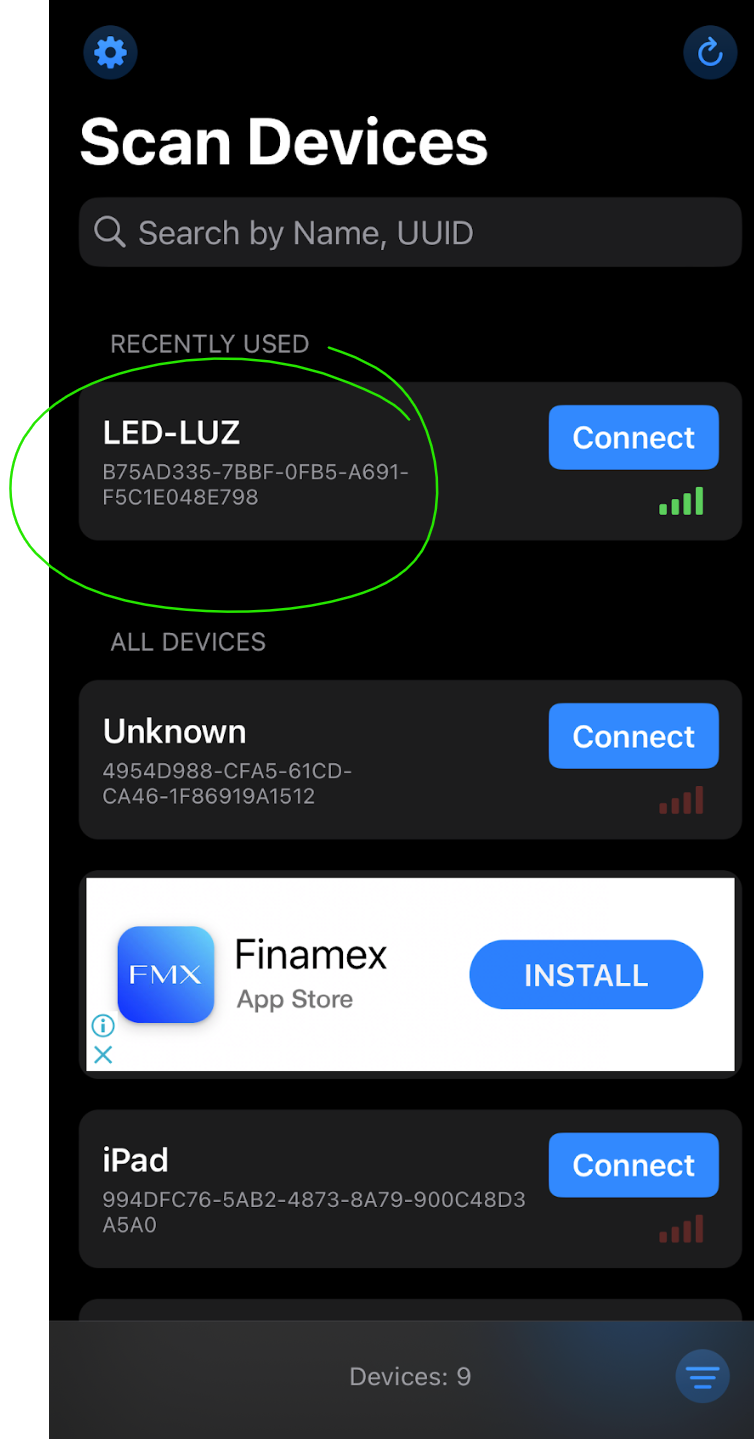 Scan Devices
Search by Name, UUID
RECENTLY USED
LED-LUZ
Connect
B75AD335-7BBF-0FB5-A691-
F5C1E048E798
ALL DEVICES
Unknown
Connect
4954D988-CFA5-61CD-
CA46-1F86919A1512
FMX
Finamex
App Store
INSTALL
iPad
Connect
994DFC76-5AB2-4873-8A79-900C48D3
A5A0
Devices: 9